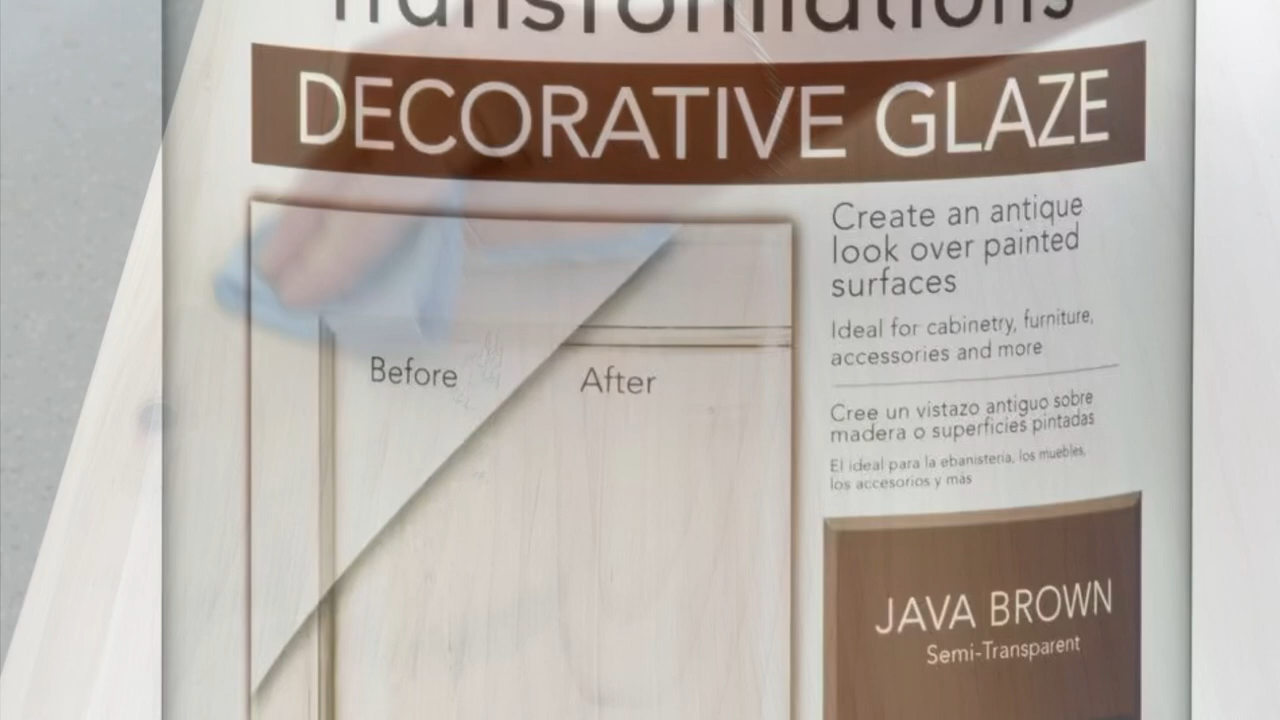 Transformations
DECORATIVE GLAZE
Create an antique
look over painted
surfaces
Ideal for cabinetry, furniture,
accessories and more
Before
After
Cree un vistazo antiguo sobre
madera o superficies pintadas
El ideal para la ebanisteria, los muebles,
los accesorios y más
JAVA BROWN
Semi-Transparent